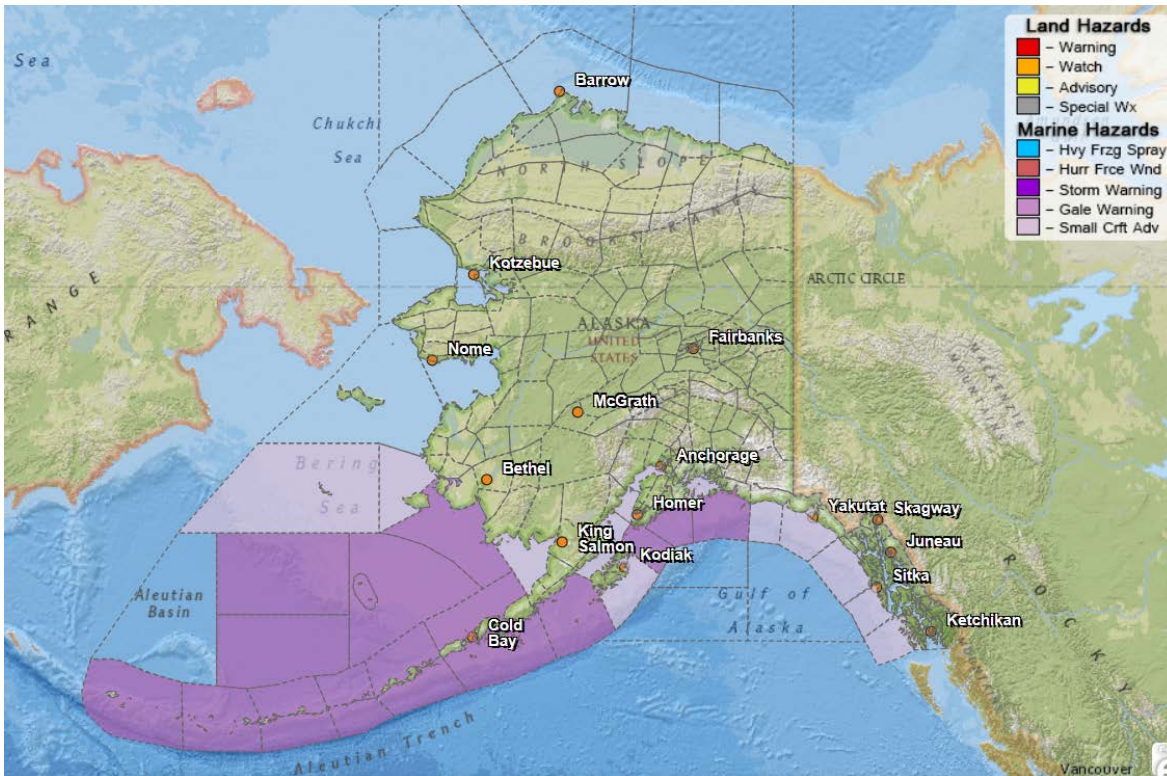 Land Hazards
– Warning
– Watch
– Advisory
– Special Wx
Marine Hazards
– Hvy Frzg Spray
– Hurr Frce Wnd
– Storm Warning
– Gale Warning
– Small Crft Adv
Sea
Chukchi
Sea
Barrow
NORTH SLOPE
BROOKS RANGE
Kotzebue
ARCTIC CIRCLE
RANGE
ALASKA
UNITED
STATES
Fairbanks
Nome
MACKENZIE
MOUNTAINS
McGrath
Anchorage
Bering
Sea
Bethel
Homer
Yakutat
Skagway
King
Salmon
Kodiak
Juneau
Sitka
Aleutian
Basin
Gulf of
Alaska
Cold
Bay
Ketchikan
ROCKY
Aleutian Trench
Vancouver